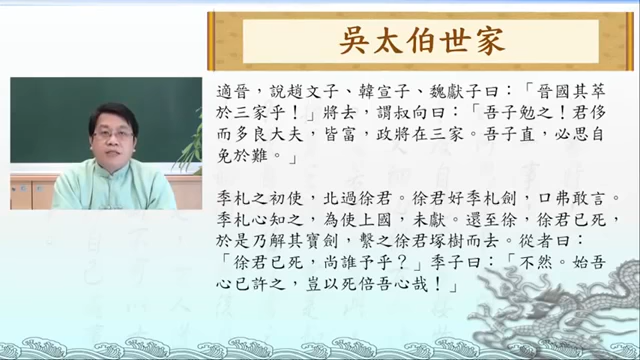 吳太伯世家
適晉，說趙文子、韓宣子、魏獻子曰：「晉國其萃
於三家乎！」將去，謂叔向曰：「吾子勉之！君侈
而多良大夫，皆富，政將在三家。吾子直，必思自
免於難。」
季札之初使，北過徐君。徐君好季札劍，口弗敢言。
季札心知之，為使上國，未獻。還至徐，徐君已死，
於是乃解其寶劍，繫之徐君塚樹而去。從者曰：
「徐君已死，尚誰予乎？」季子曰：「不然。始吾
心已許之，豈以死倍吾心哉！」